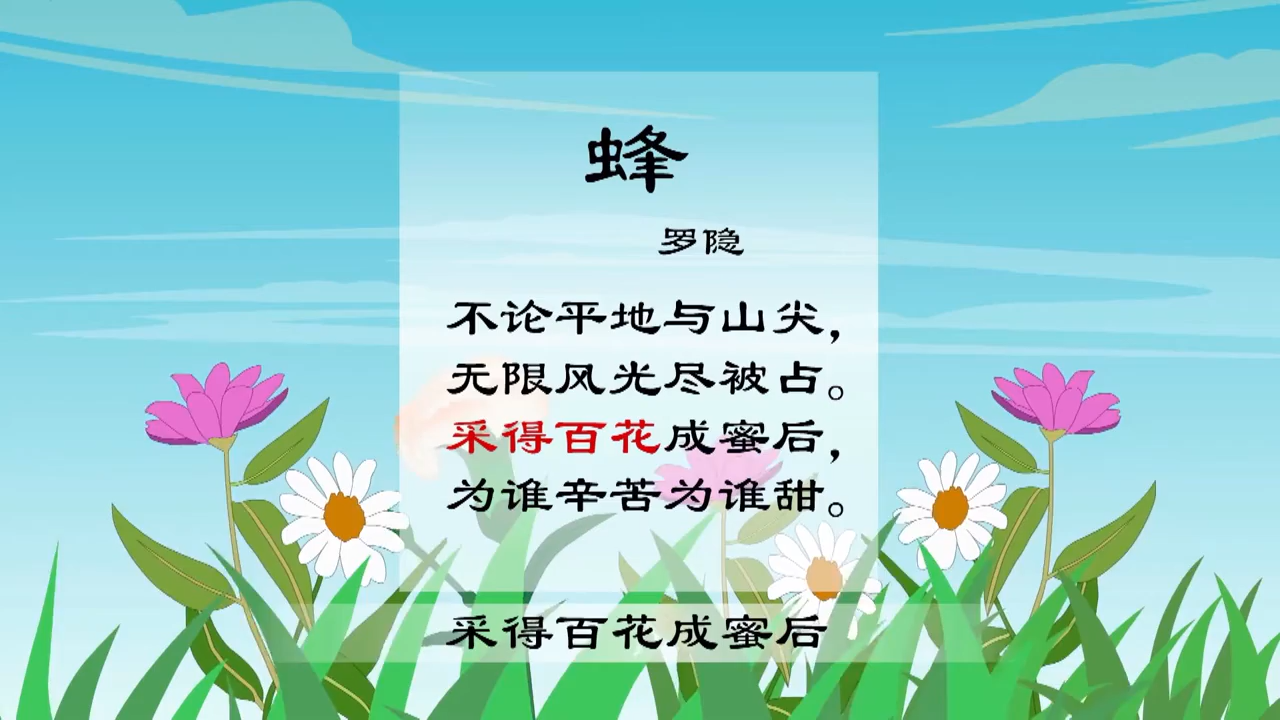 蜂
罗隐
不论平地与山尖，
无限风光尽被占。
采得百花成蜜后，
为谁辛苦为谁甜。
采得百花成蜜后